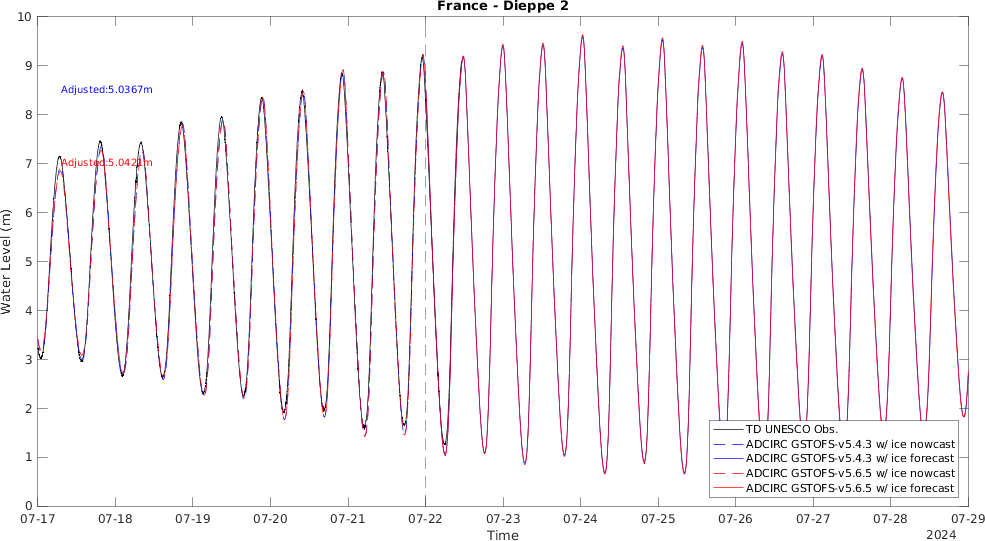 France - Dieppe 2
10
9
8
7
6
5
4
3
2
1
0
Water Level (m)
Adjusted:5.0367m
Adjusted:5.0421m
TD UNESCO Obs.
ADCIRC GSTOFS-v5.4.3 w/ ice nowcast
ADCIRC GSTOFS-v5.4.3 w/ ice forecast
ADCIRC GSTOFS-v5.6.5 w/ ice nowcast
ADCIRC GSTOFS-v5.6.5 w/ ice forecast
07-17 07-18 07-19 07-20 07-21 07-22 07-23 07-24 07-25 07-26 07-27 07-28 07-29
Time
2024